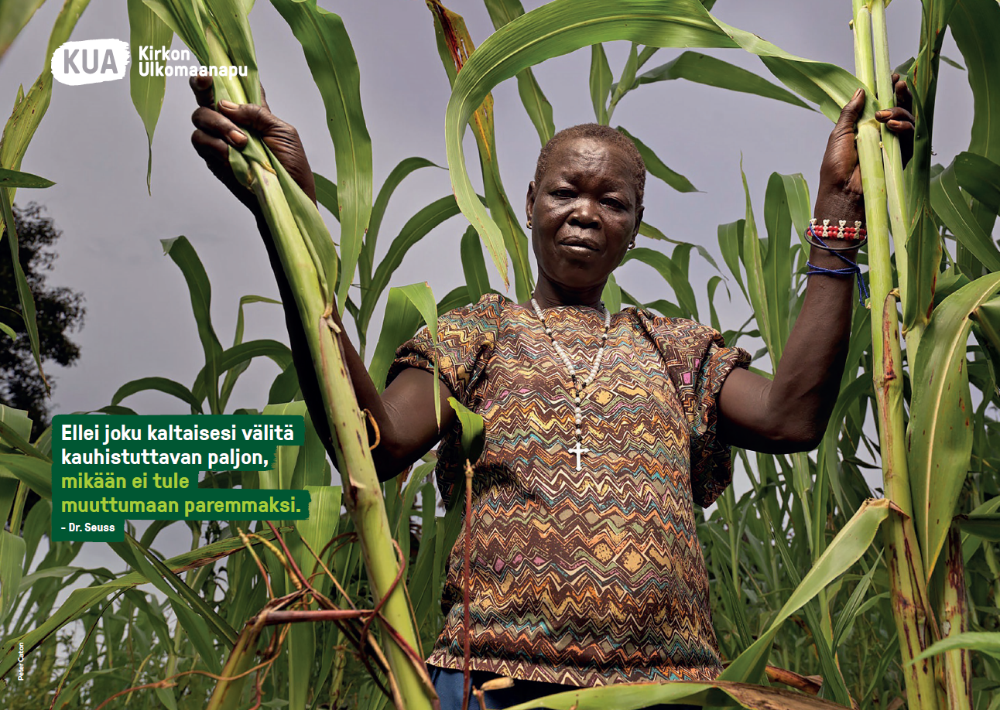 KUA
Kirkon
Ulkomaanapu
Ellei joku kaltaisesi välitä
kauhistuttavan paljon,
mikään ei tule
muuttumaan paremmaksi.
- Dr. Seuss
Peter Caton